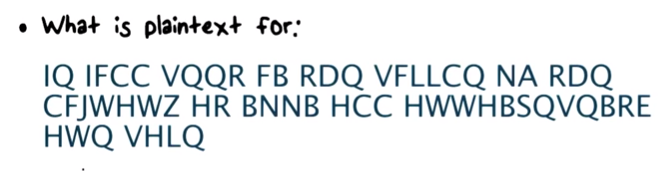 • What is plaintext for:
IQ IFCC VQQR FB RDQ VFLLCQ NA RDQ
CFJWHWZ HR BNNB HCC HWWHBSQVQBRE
HWQ VHLQ